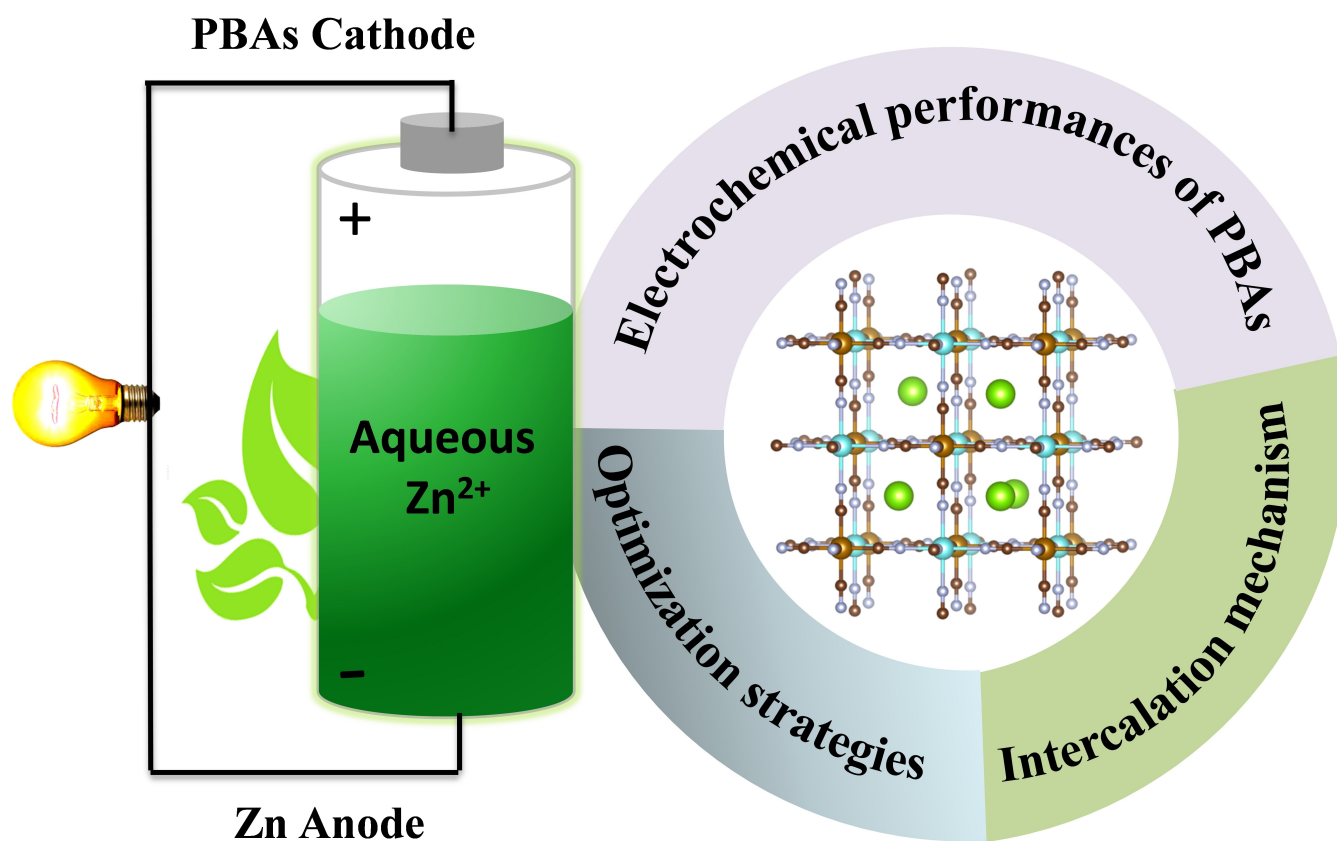 PBAs Cathode
+
Aqueous
Zn²⁺
−
Zn Anode
Electrochemical performances of PBAs
Optimization strategies
Intercalation mechanism